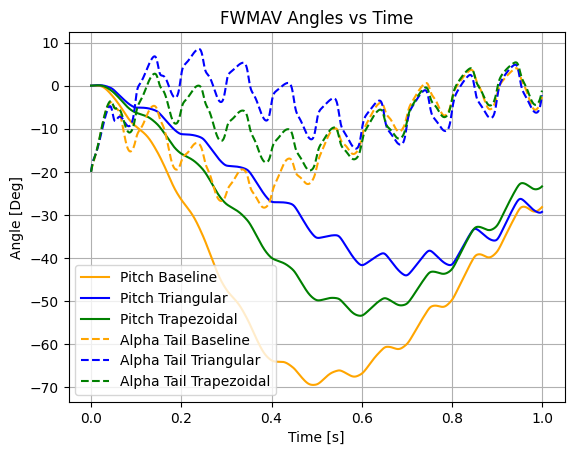 FWMAV Angles vs Time
Angle [Deg]
10
0
−10
−20
−30
−40
−50
−60
−70
Pitch Baseline
Pitch Triangular
Pitch Trapezoidal
Alpha Tail Baseline
Alpha Tail Triangular
Alpha Tail Trapezoidal
0.0 0.2 0.4 0.6 0.8 1.0
Time [s]